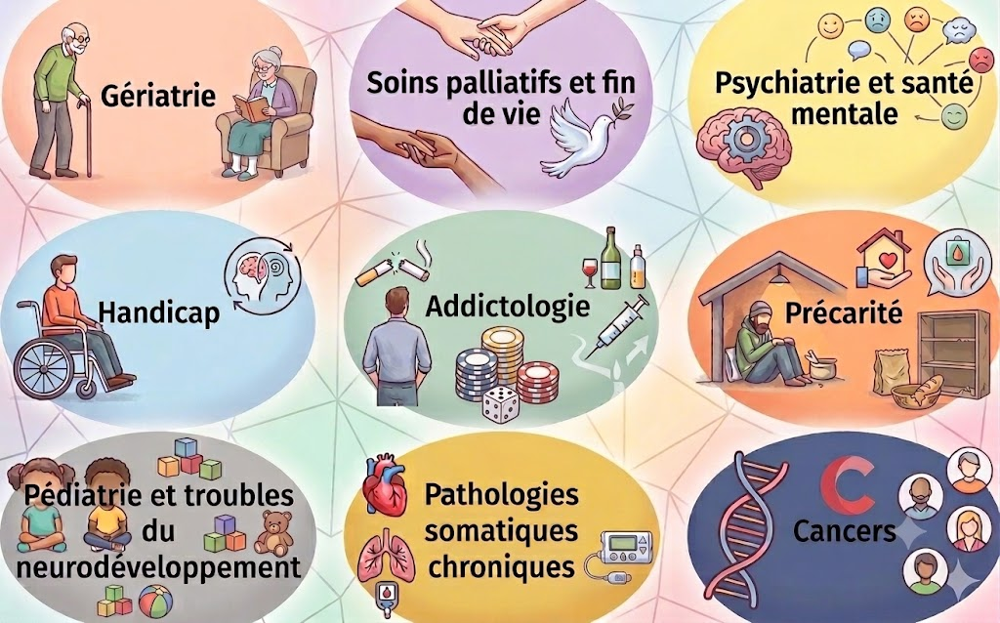 Gériatrie
Soins palliatifs et fin
de vie
Psychiatrie et santé
mentale
Handicap
Addictologie
Précarité
Pédiatrie et troubles
du
neurodéveloppement
Pathologies
somatiques
chroniques
Cancers